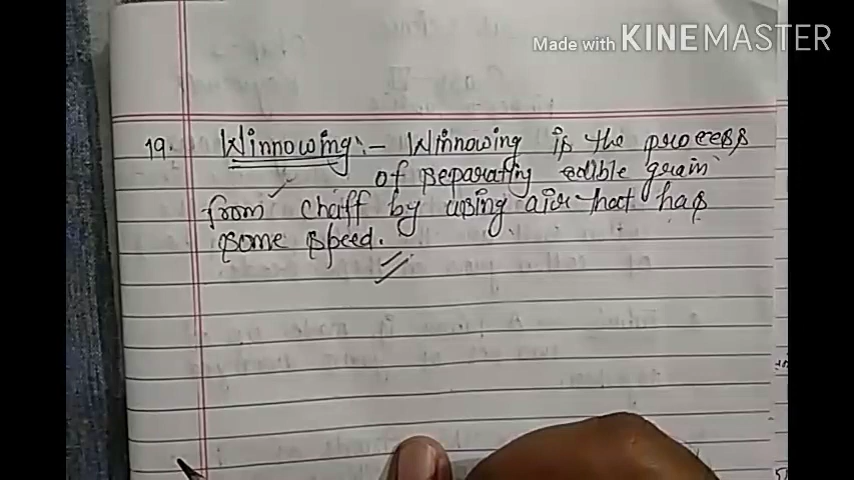 Made with KINEMASTER
19. Winnowing:- Winnowing is the process
of separating edible grain
from chaff by using air that has
some speed.